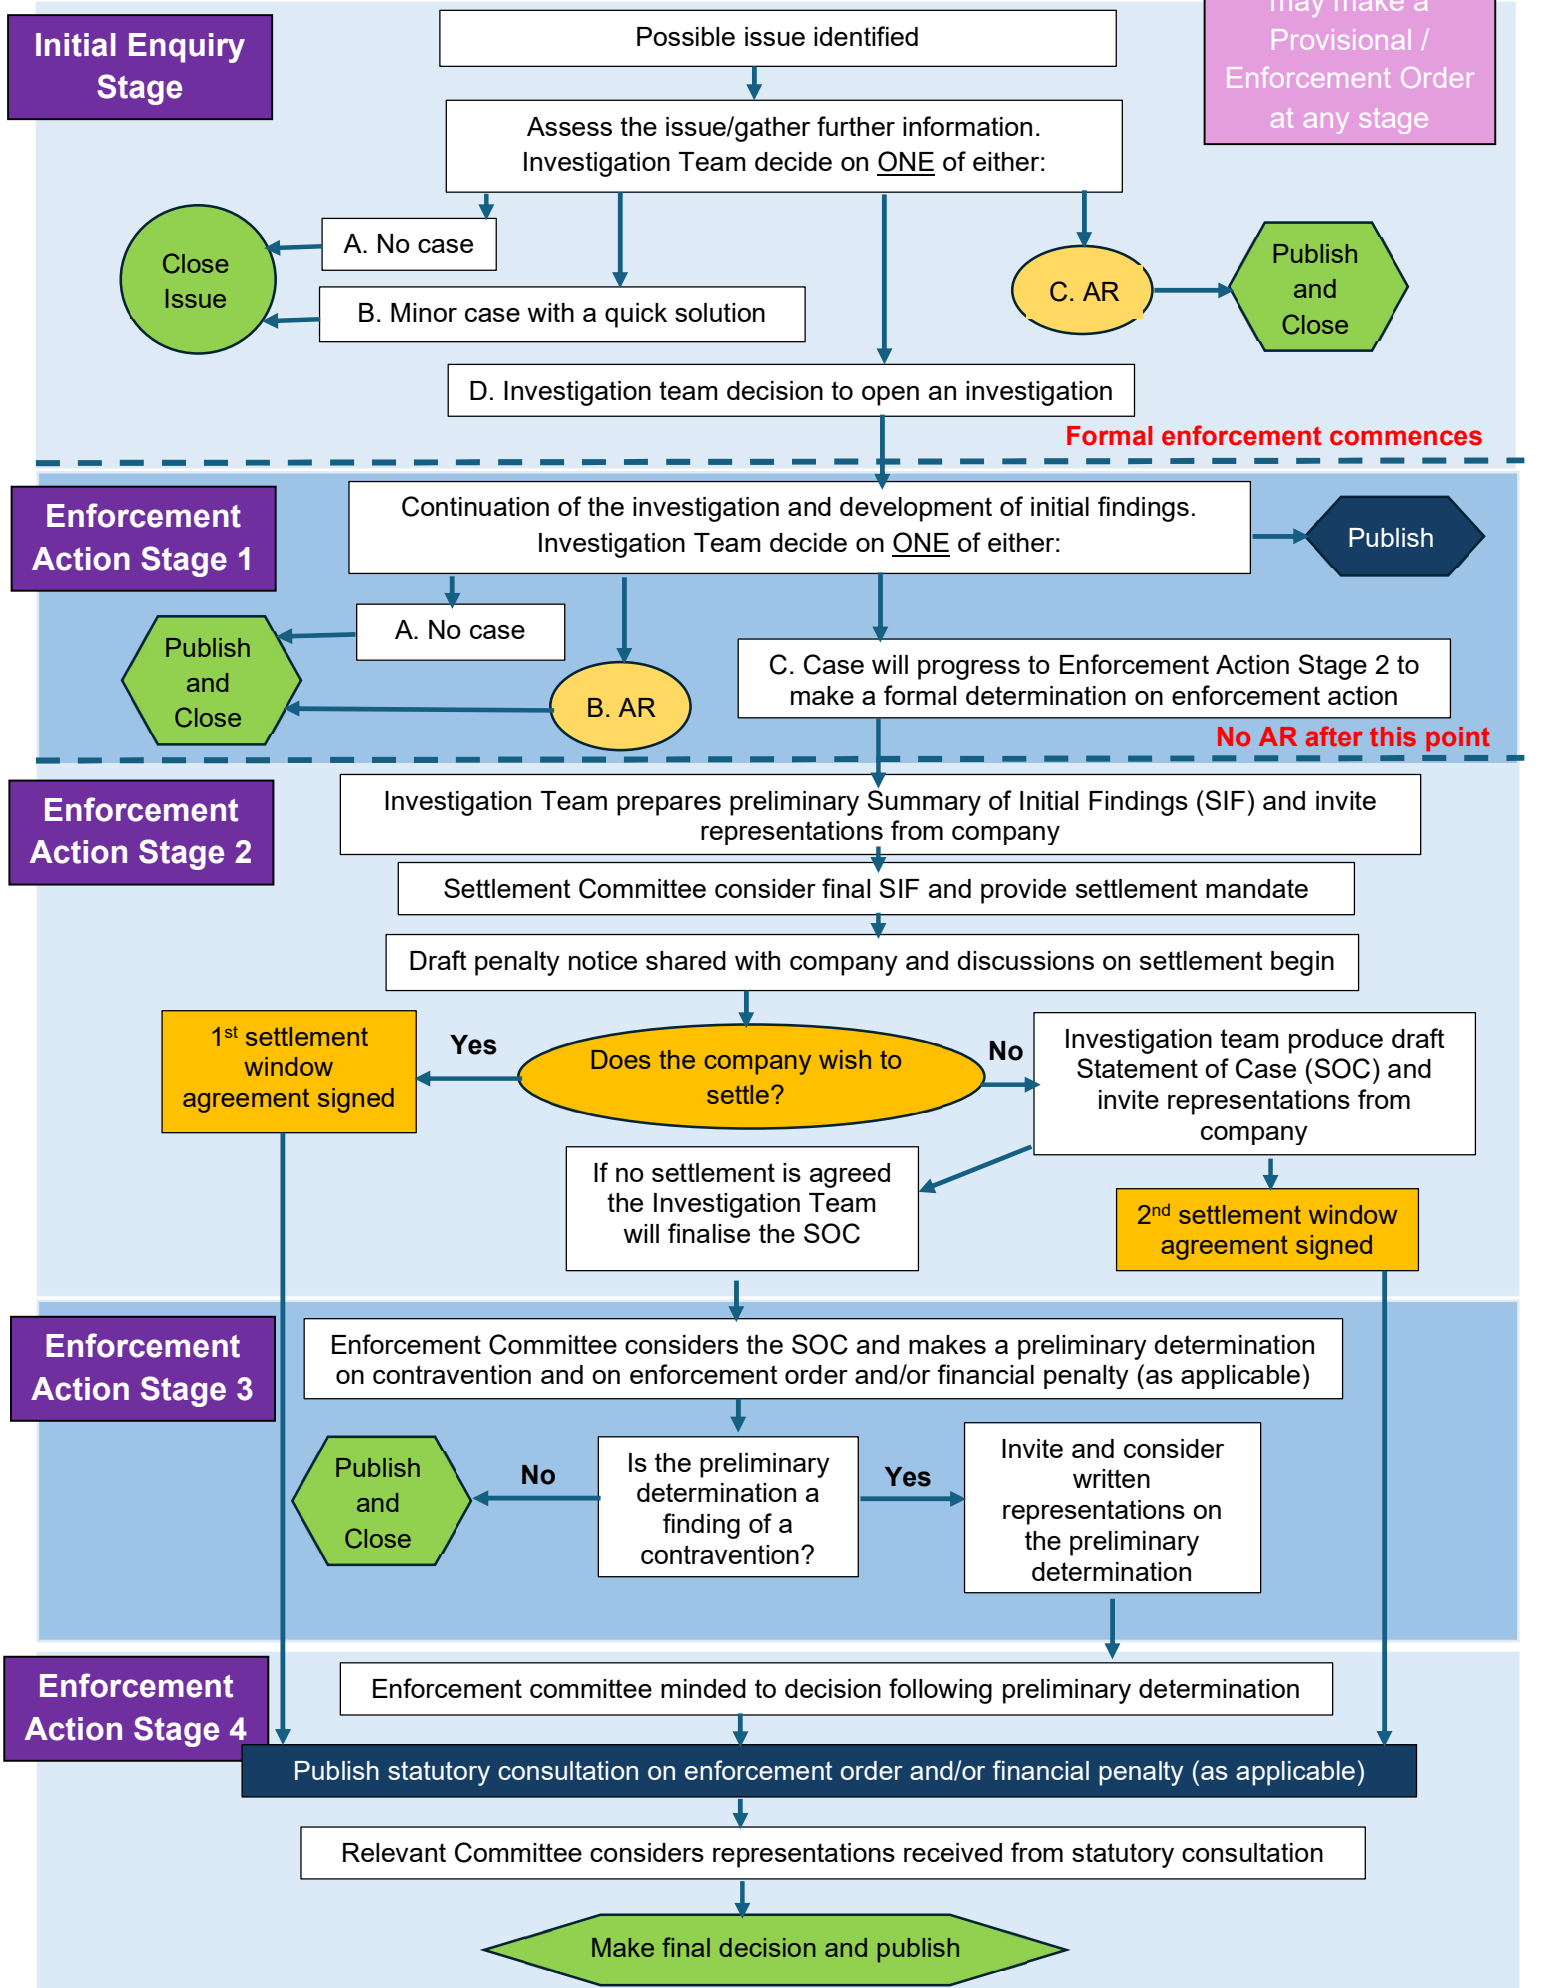 Initial Enquiry
Stage
Possible issue identified
may make a
Provisional /
Enforcement Order
at any stage
Assess the issue/gather further information.
Investigation Team decide on ONE of either:
A. No case
Close
Issue
B. Minor case with a quick solution
C. AR
Publish
and
Close
D. Investigation team decision to open an investigation
Formal enforcement commences
Enforcement
Action Stage 1
Continuation of the investigation and development of initial findings.
Investigation Team decide on ONE of either:
Publish
A. No case
Publish
and
Close
B. AR
C. Case will progress to Enforcement Action Stage 2 to
make a formal determination on enforcement action
No AR after this point
Enforcement
Action Stage 2
Investigation Team prepares preliminary Summary of Initial Findings (SIF) and invite
representations from company
Settlement Committee consider final SIF and provide settlement mandate
Draft penalty notice shared with company and discussions on settlement begin
1st settlement
window
agreement signed
Yes
Does the company wish to
settle?
No
Investigation team produce draft
Statement of Case (SOC) and
invite representations from
company
If no settlement is agreed
the Investigation Team
will finalise the SOC
2nd settlement window
agreement signed
Enforcement
Action Stage 3
Enforcement Committee considers the SOC and makes a preliminary determination
on contravention and on enforcement order and/or financial penalty (as applicable)
Publish
and
Close
No
Is the preliminary
determination a
finding of a
contravention?
Yes
Invite and consider
written
representations on
the preliminary
determination
Enforcement
Action Stage 4
Enforcement committee minded to decision following preliminary determination
Publish statutory consultation on enforcement order and/or financial penalty (as applicable)
Relevant Committee considers representations received from statutory consultation
Make final decision and publish